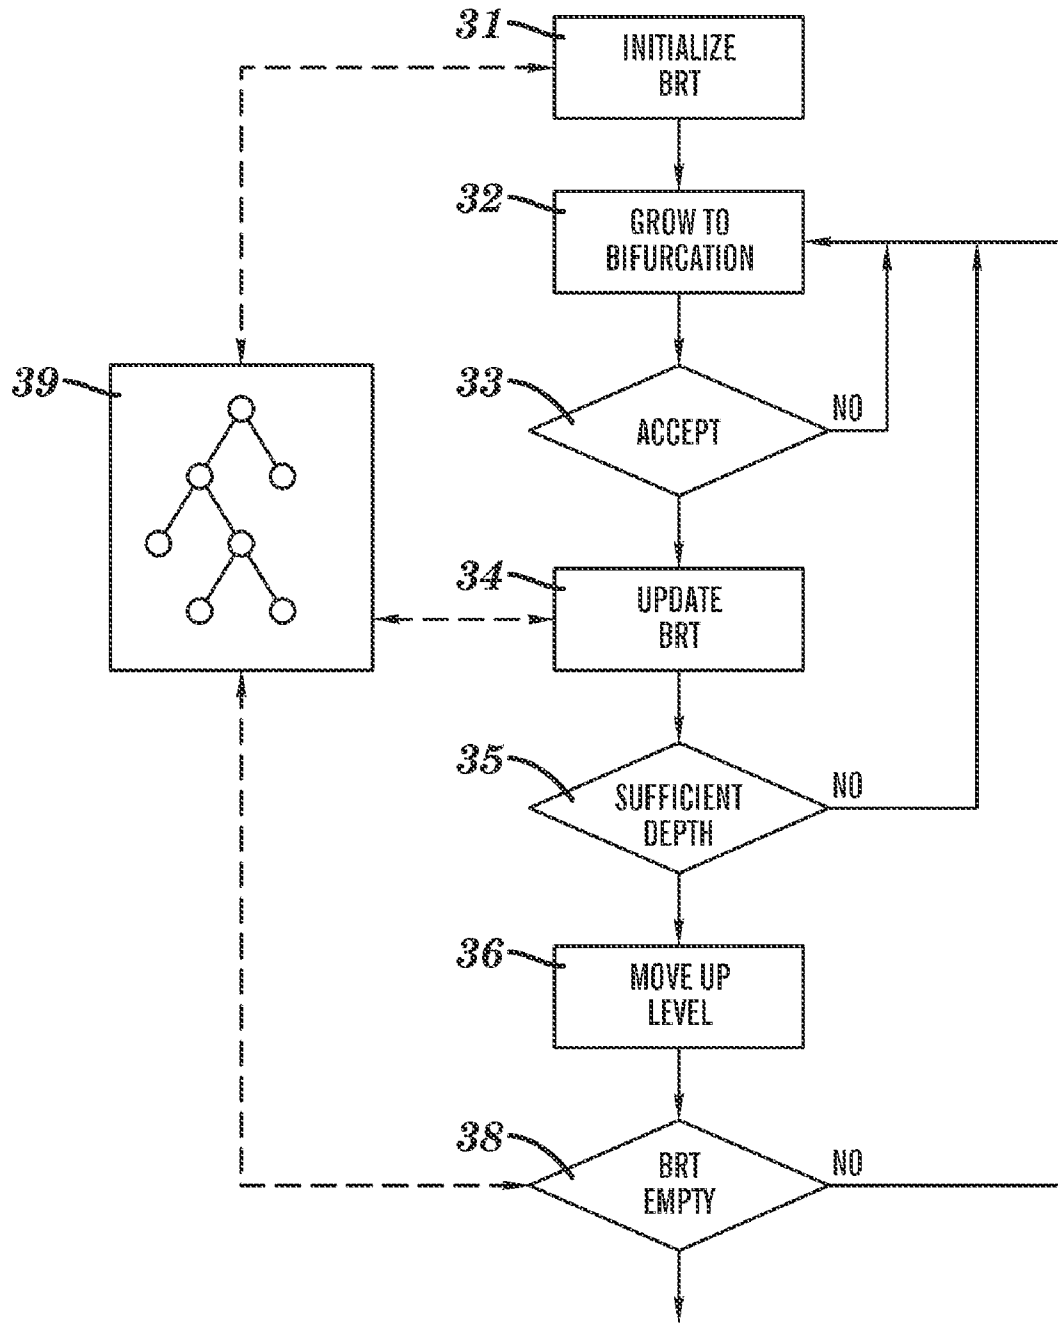 31
INITIALIZE
BRT
32
GROW TO
BIFURCATION
39
33
ACCEPT
NO
34
UPDATE
BRT
35
SUFFICIENT
DEPTH
NO
36
MOVE UP
LEVEL
38
BRT
EMPTY
NO